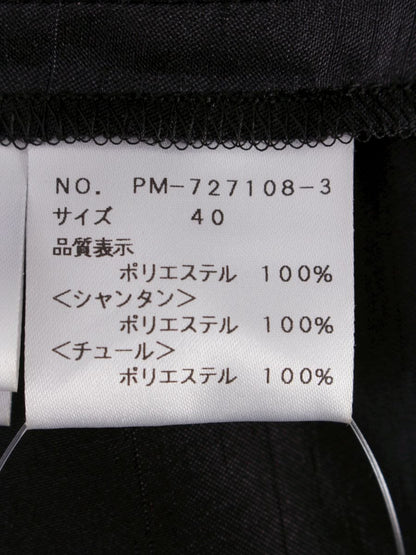 NO. PM-727108-3
サイズ 40
品質表示
ポリエステル 100%
＜シャンタン＞
ポリエステル 100%
＜チュール＞
ポリエステル 100%